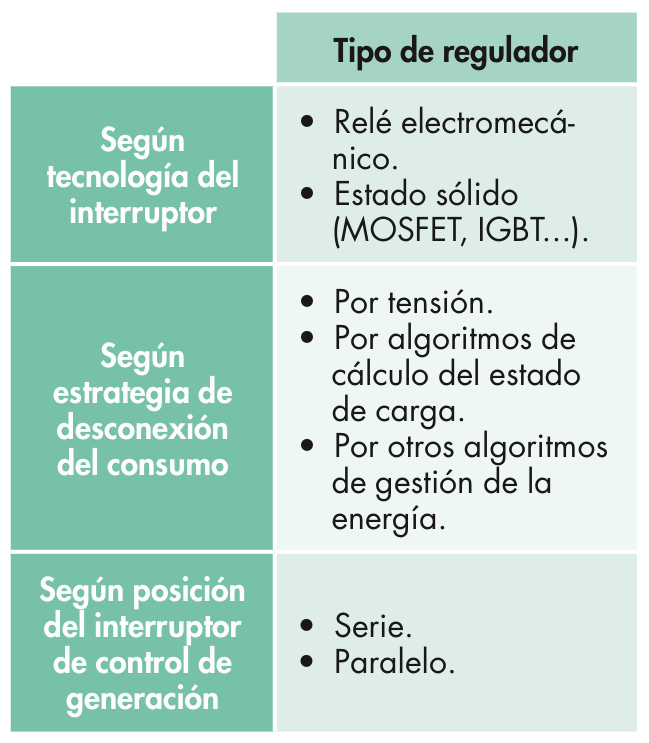 Tipo de regulador
Según
tecnología del
interruptor
• Relé electromecá-
nico.
• Estado sólido
(MOSFET, IGBT...).
Según
estrategia de
desconexión
del consumo
• Por tensión.
• Por algoritmos de
cálculo del estado
de carga.
• Por otros algoritmos
de gestión de la
energía.
Según posición
del interruptor
de control de
generación
• Serie.
• Paralelo.